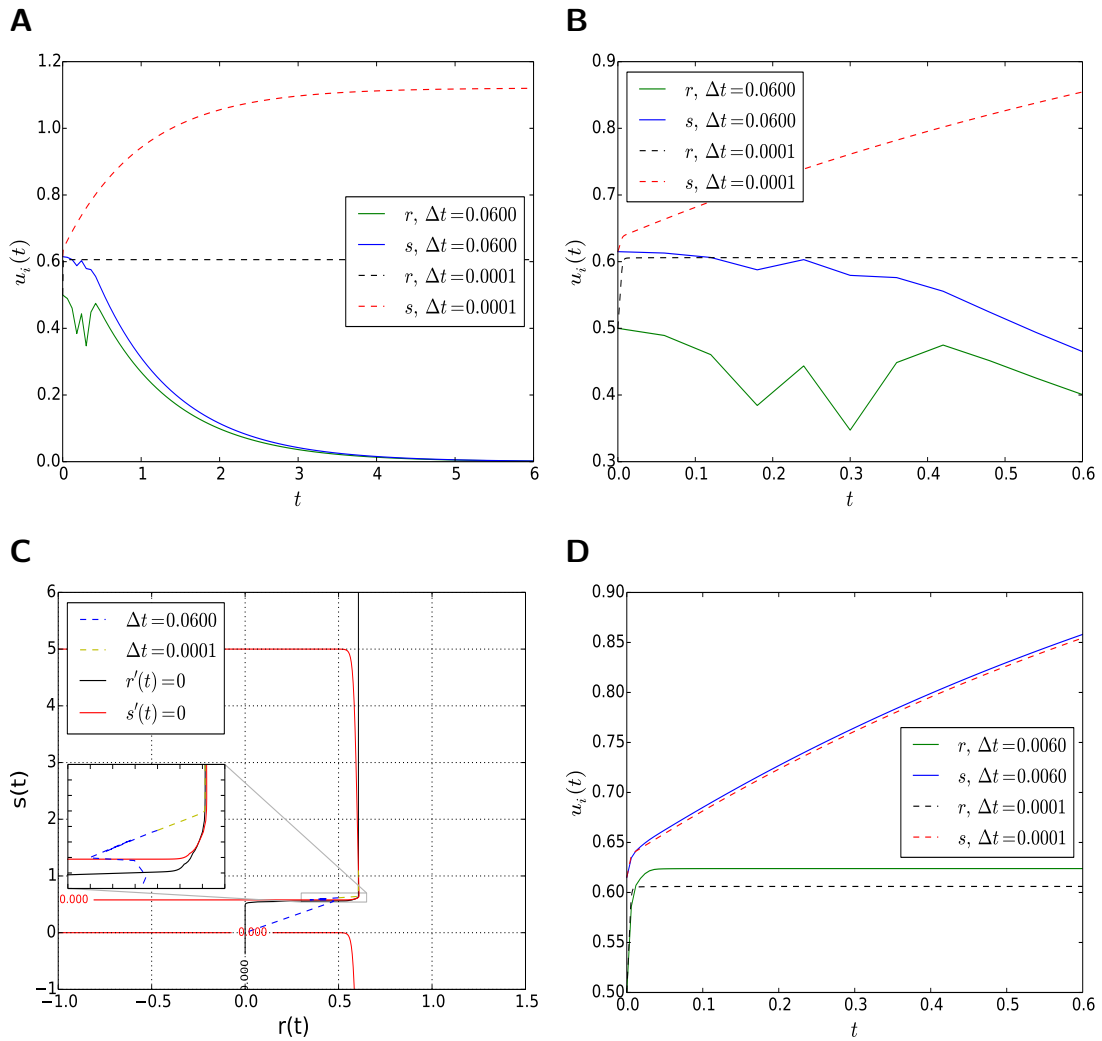 A
1.2
1.0
0.8
0.6
0.4
0.2
0.0
u_i(t)
r, Δt=0.0600
s, Δt=0.0600
r, Δt=0.0001
s, Δt=0.0001
0 1 2 3 4 5 6
t
B
0.9
0.8
0.7
0.6
0.5
0.4
0.3
u_i(t)
r, Δt=0.0600
s, Δt=0.0600
r, Δt=0.0001
s, Δt=0.0001
0.0 0.1 0.2 0.3 0.4 0.5 0.6
t
C
6
5
4
3
2
1
0
−1
s(t)
Δt=0.0600
Δt=0.0001
r′(t)=0
s′(t)=0
0.000
0.000
0.000
−1.0 −0.5 0.0 0.5 1.0 1.5
r(t)
D
0.90
0.85
0.80
0.75
0.70
0.65
0.60
0.55
0.50
u_i(t)
r, Δt=0.0060
s, Δt=0.0060
r, Δt=0.0001
s, Δt=0.0001
0.0 0.1 0.2 0.3 0.4 0.5 0.6
t